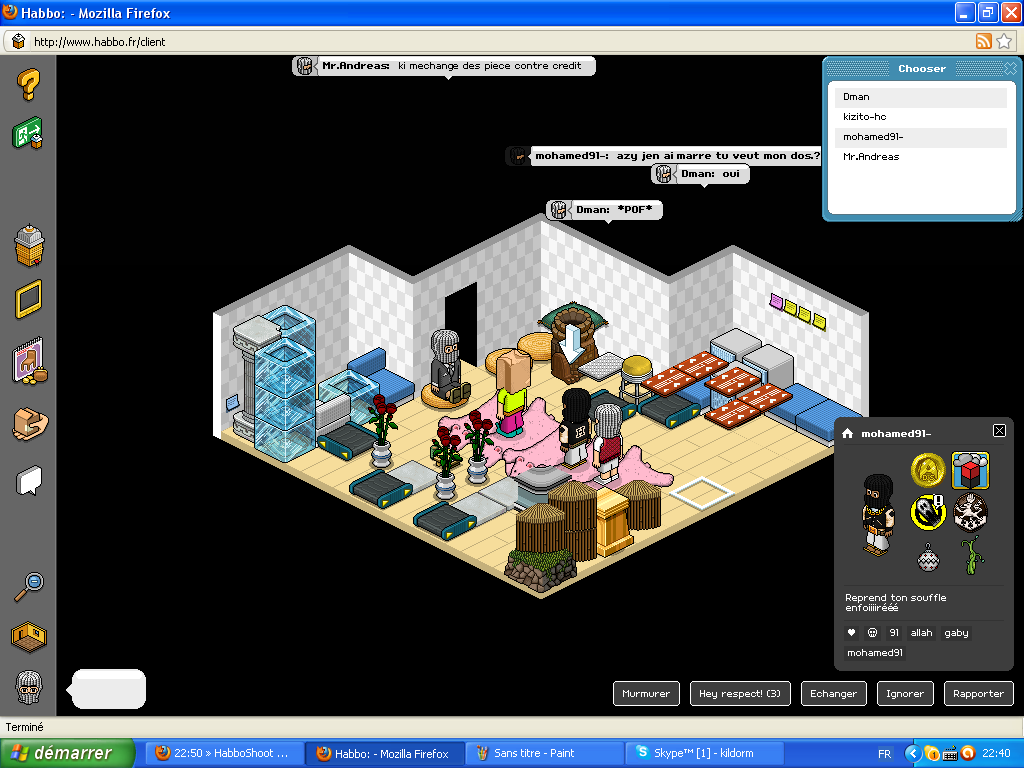 Habbo: - Mozilla Firefox
http://www.habbo.fr/client
Mr.Andreas: ki mechange des piece contre credit
Chooser
Dman
kizito-hc
mohamed91-
Mr.Andreas
mohamed91-: azy jen ai marre tu veut mon dos.?
Dman: oui
Dman: *POF*
H
mohamed91-
Reprend ton souffle
enfoiiiirééé
91 allah gaby
mohamed91
Murmurer Hey respect! (3) Echanger Ignorer Rapporter
Terminé
démarrer 22:50 » HabboShoot ... Habbo: - Mozilla Firefox Sans titre - Paint Skype™ [1] - kildorm FR 22:40